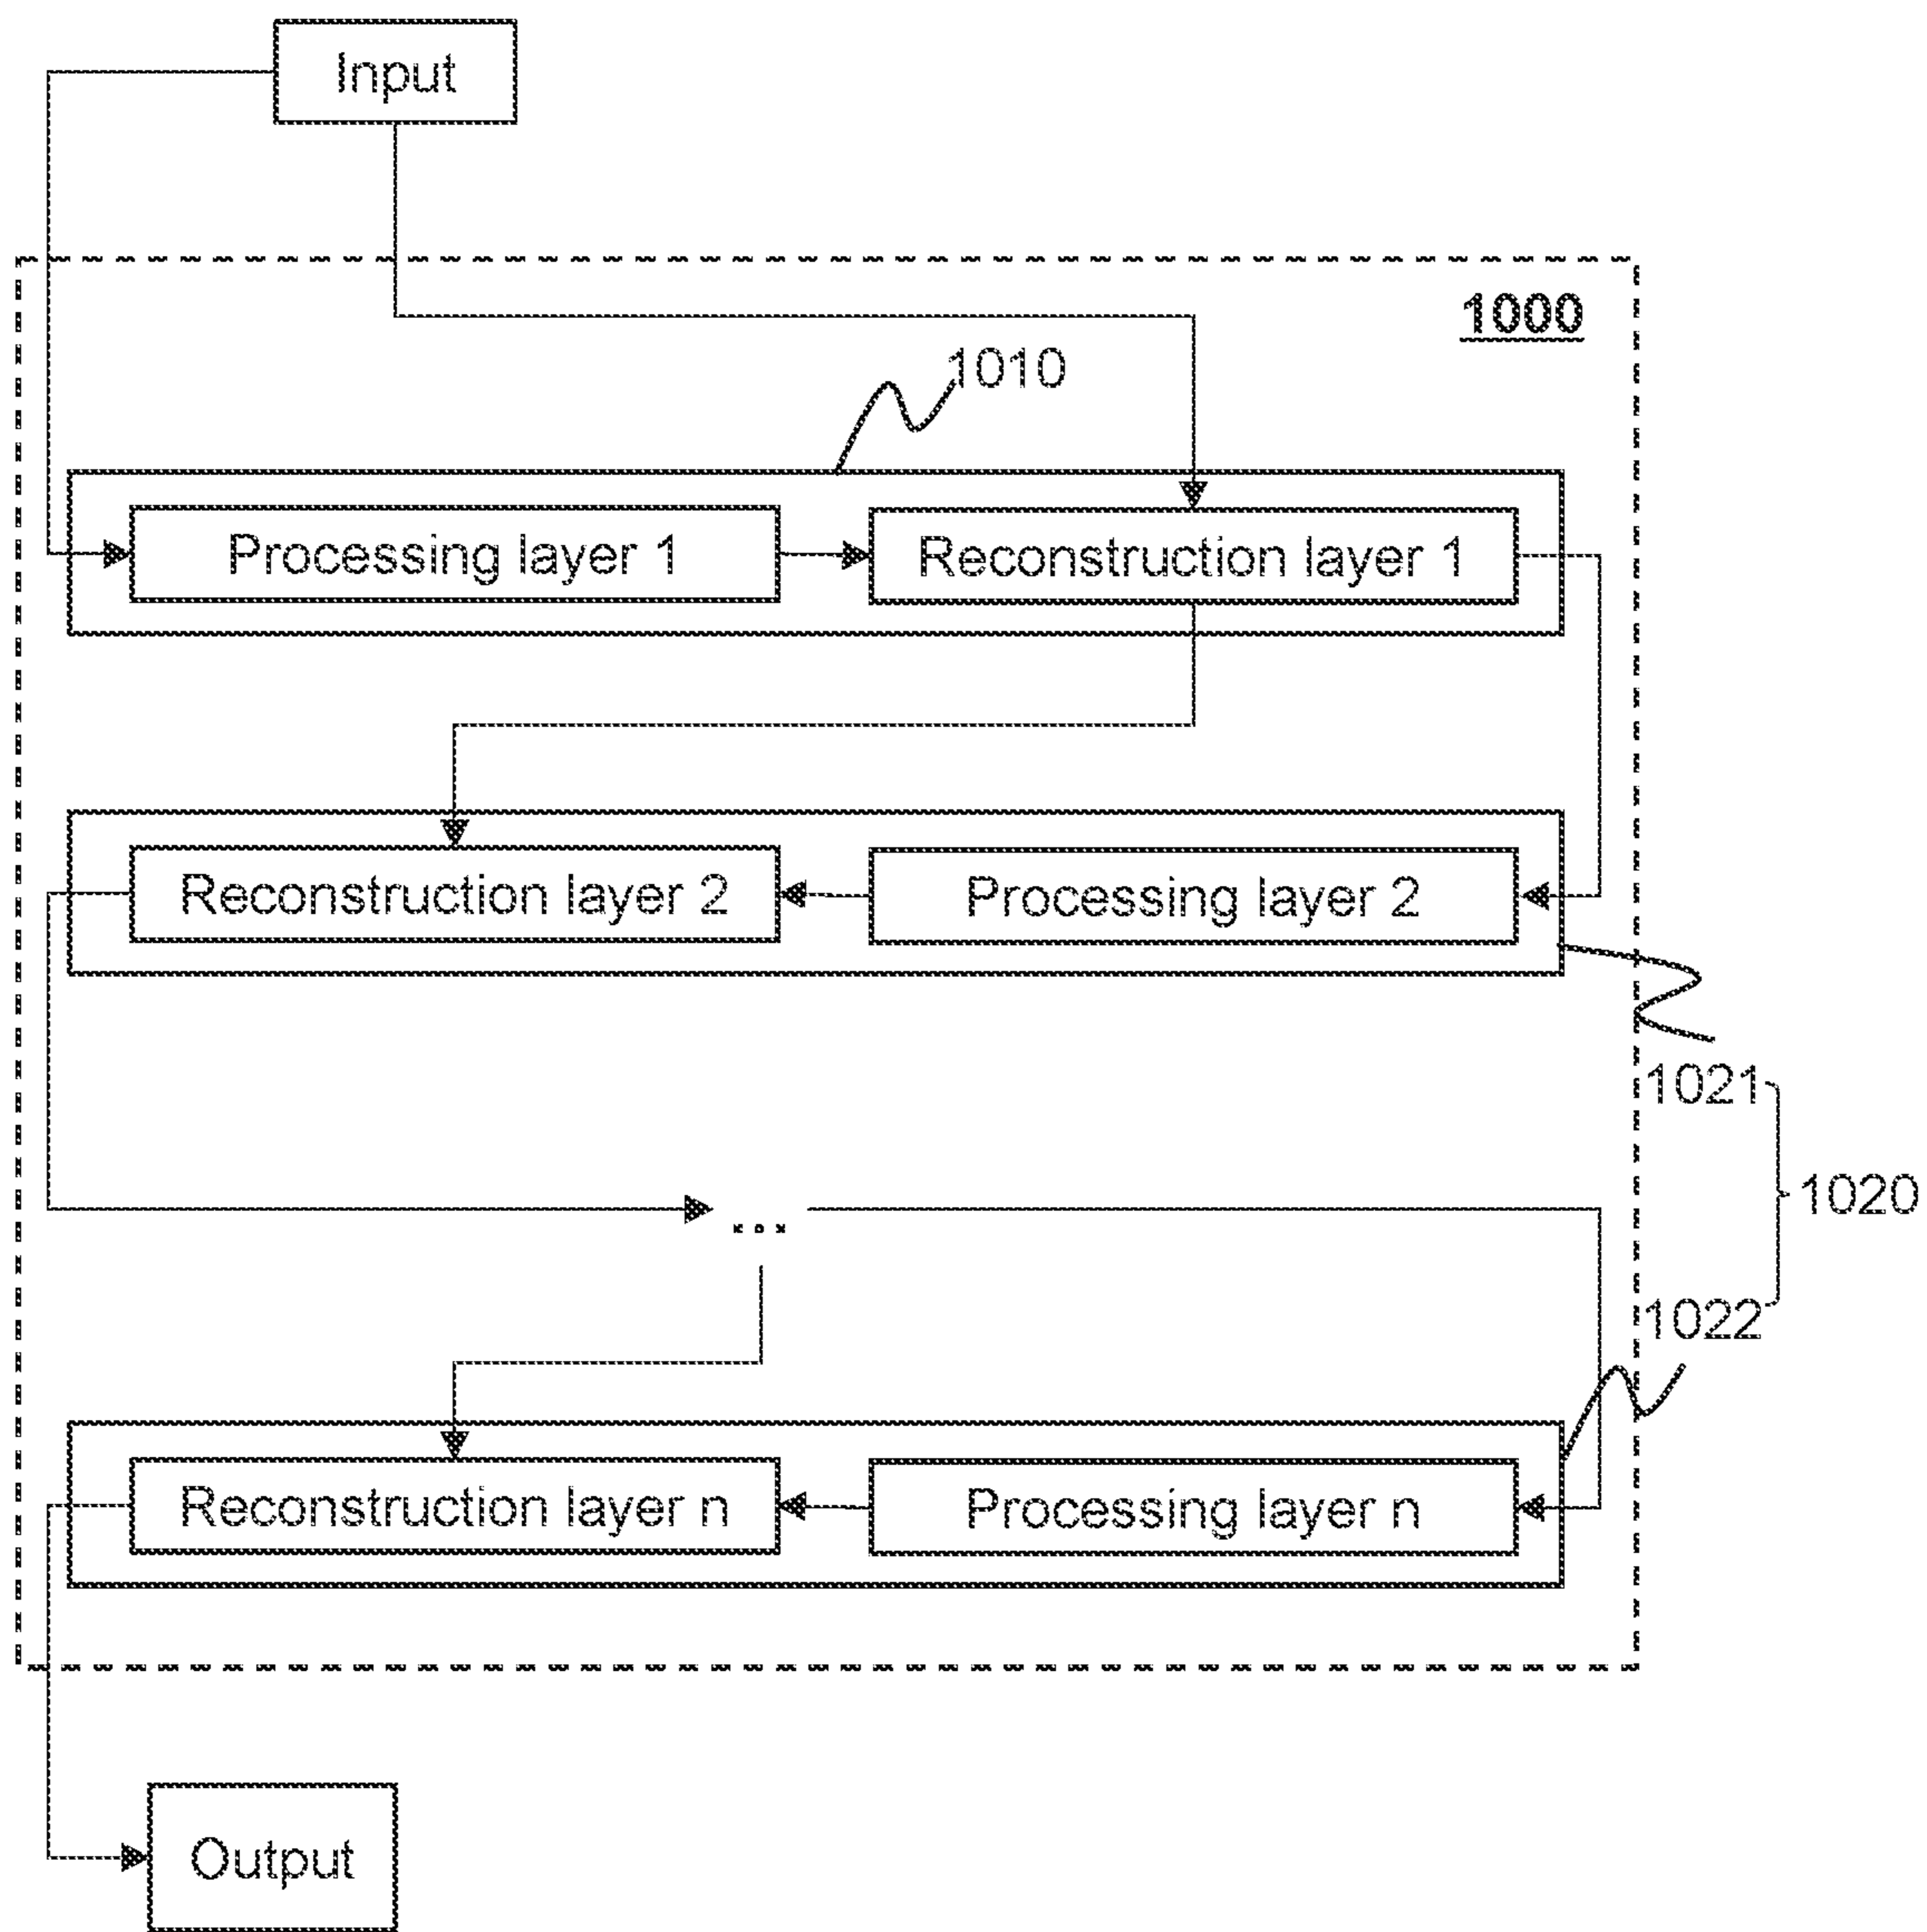 Input
1000
1010
Processing layer 1
Reconstruction layer 1
Reconstruction layer 2
Processing layer 2
1021
1020
...
1022
Reconstruction layer n
Processing layer n
Output